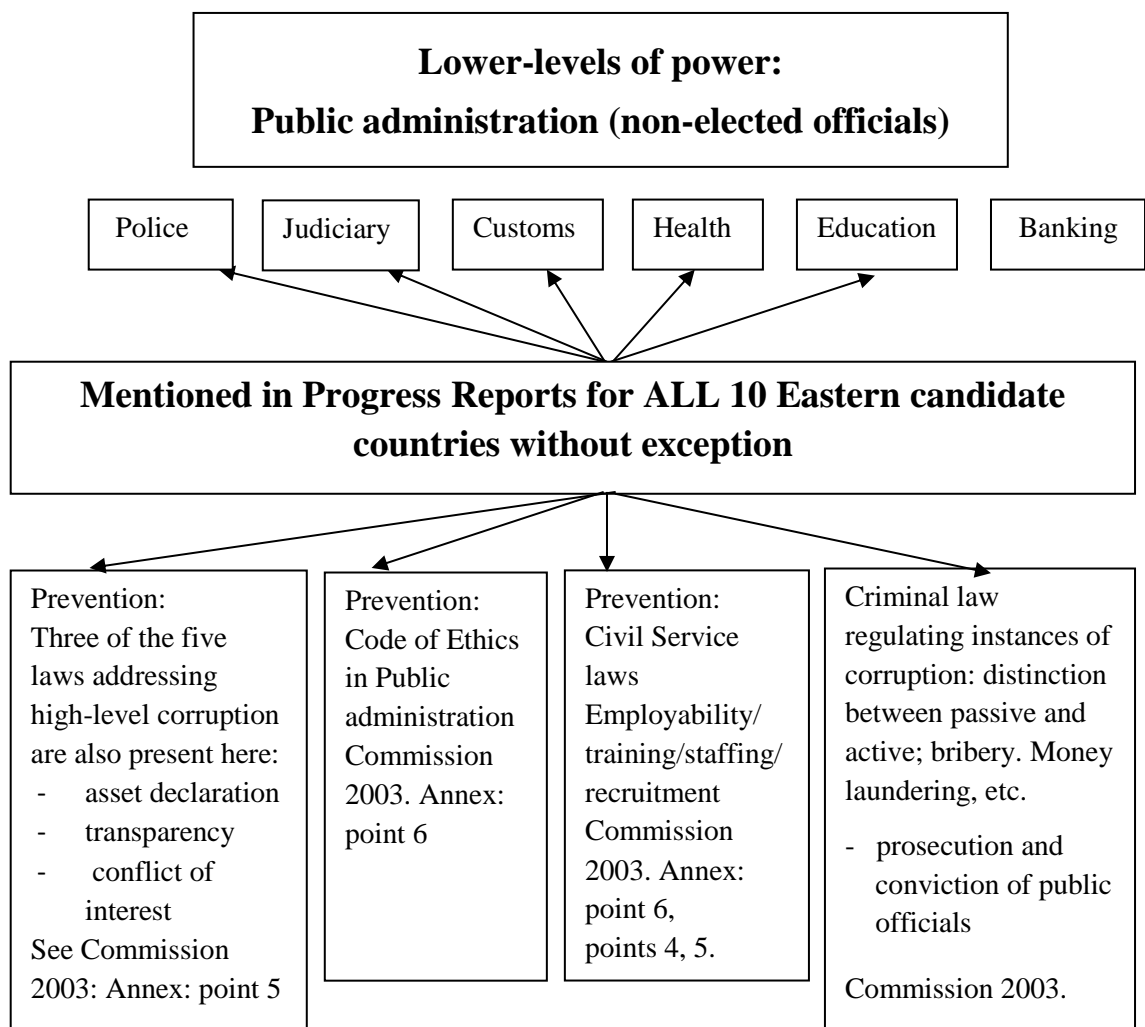 Lower-levels of power:
Public administration (non-elected officials)
Police
Judiciary
Customs
Health
Education
Banking
Mentioned in Progress Reports for ALL 10 Eastern candidate
countries without exception
Prevention:
Three of the five
laws addressing
high-level corruption
are also present here:
- asset declaration
- transparency
- conflict of
interest
See Commission
2003: Annex: point 5
Prevention:
Code of Ethics
in Public
administration
Commission
2003. Annex:
point 6
Prevention:
Civil Service
laws
Employability/
training/staffing/
recruitment
Commission
2003. Annex:
point 6,
points 4, 5.
Criminal law
regulating instances of
corruption: distinction
between passive and
active; bribery. Money
laundering, etc.
- prosecution and
conviction of public
officials
Commission 2003.